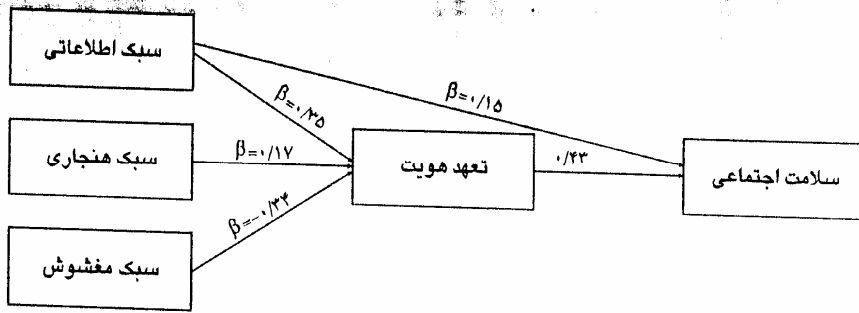 سبک اطلاعاتی
β=۰/۱۵
β=۰/۳۵
سبک هنجاری
β=۰/۱۷
تعهد هویت
۰/۴۳
سلامت اجتماعی
β=-۰/۳۴
سبک مغشوش